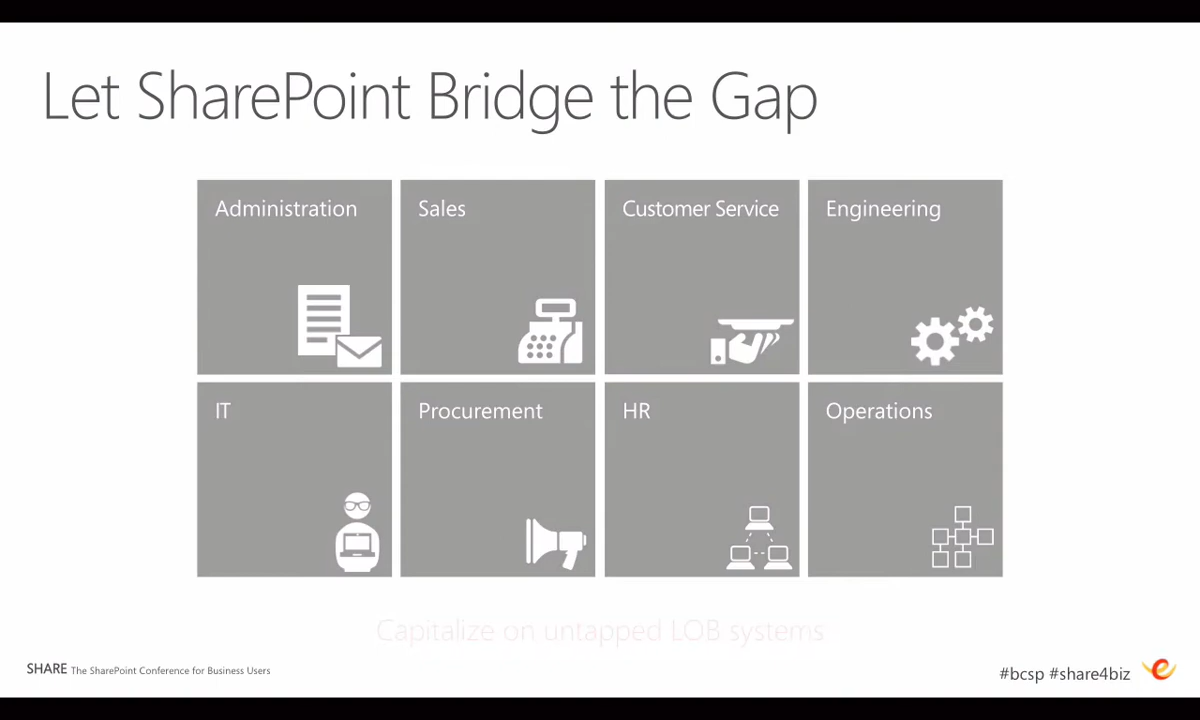 Let SharePoint Bridge the Gap
Administration
Sales
Customer Service
Engineering
IT
Procurement
HR
Operations
Capitalize on untapped LOB systems
SHARE The SharePoint Conference for Business Users
#bcsp #share4biz